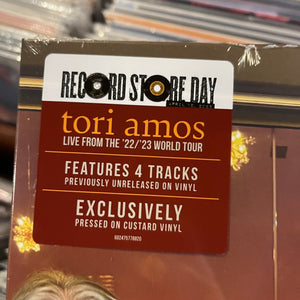 RECORD STORE DAY
tori amos
LIVE FROM THE '22/'23 WORLD TOUR
FEATURES 4 TRACKS
PREVIOUSLY UNRELEASED ON VINYL
EXCLUSIVELY
PRESSED ON CUSTARD VINYL